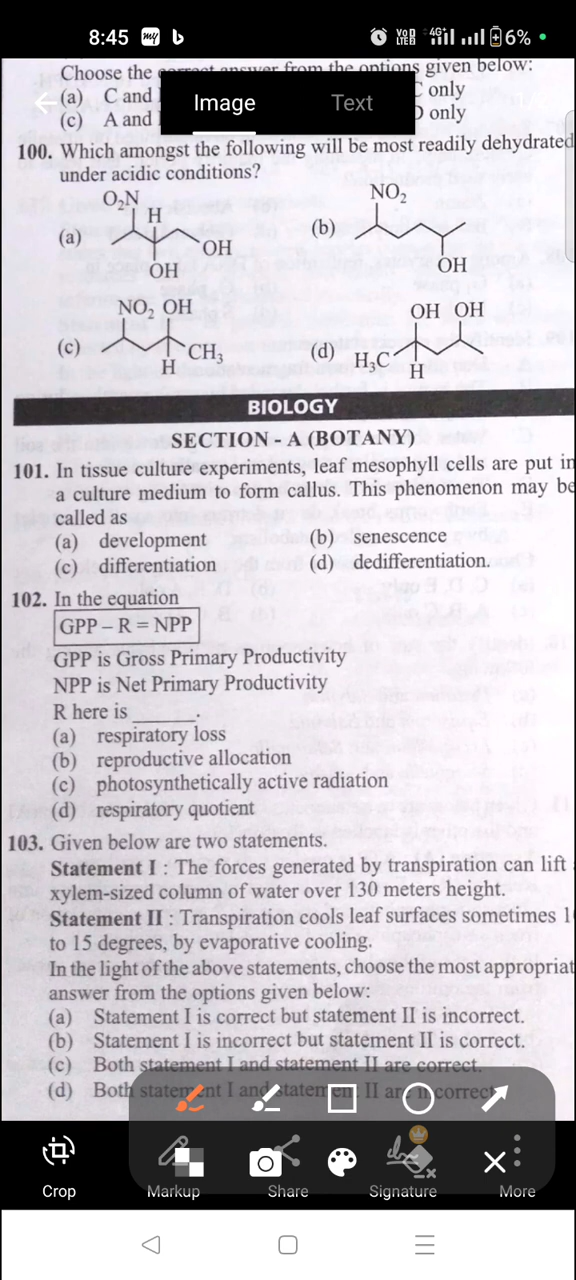 8:45 my b VoD LTE2 4G+ 6%
Choose the correct answer from the options given below:
(a) C and C only
(c) A and D only
Image Text
100. Which amongst the following will be most readily dehydrated
under acidic conditions?
(a) O₂N H OH OH
(b) NO₂ OH
(c) NO₂ OH CH₃ H
(d) OH OH H₃C H
BIOLOGY
SECTION - A (BOTANY)
101. In tissue culture experiments, leaf mesophyll cells are put in
a culture medium to form callus. This phenomenon may be
called as
(a) development (b) senescence
(c) differentiation (d) dedifferentiation.
102. In the equation
GPP – R = NPP
GPP is Gross Primary Productivity
NPP is Net Primary Productivity
R here is ______.
(a) respiratory loss
(b) reproductive allocation
(c) photosynthetically active radiation
(d) respiratory quotient
103. Given below are two statements.
Statement I : The forces generated by transpiration can lift a
xylem-sized column of water over 130 meters height.
Statement II : Transpiration cools leaf surfaces sometimes
to 15 degrees, by evaporative cooling.
In the light of the above statements, choose the most appropriat
answer from the options given below:
(a) Statement I is correct but statement II is incorrect.
(b) Statement I is incorrect but statement II is correct.
(c) Both statement I and statement II are correct.
(d) Both statement I and statement II are incorrect
Crop Markup Share Signature More